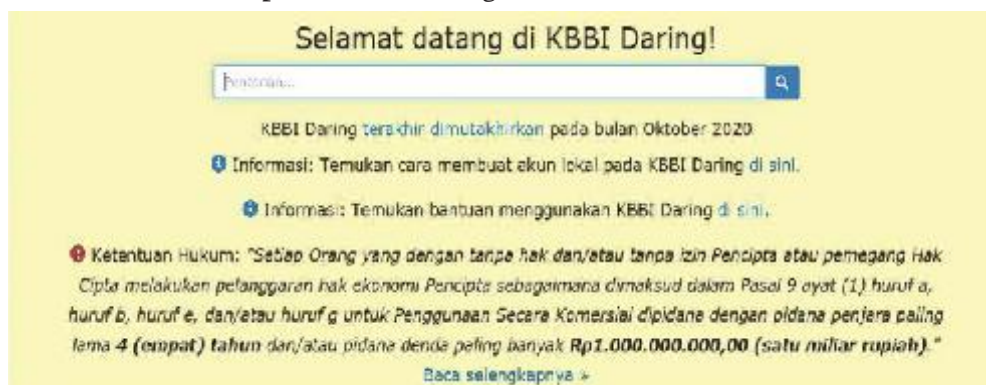 Selamat datang di KBBI Daring!
Pencarian...
KBBI Daring terakhir dimutakhirkan pada bulan Oktober 2020
Informasi: Temukan cara membuat akun lokal pada KBBI Daring di sini.
Informasi: Temukan bantuan menggunakan KBBI Daring di sini.
Ketentuan Hukum: "Setiap Orang yang dengan tanpa hak dan/atau tanpa izin Pencipta atau pemegang Hak
Cipta melakukan pelanggaran hak ekonomi Pencipta sebagaimana dimaksud dalam Pasal 9 ayat (1) huruf a,
huruf b, huruf e, dan/atau huruf g untuk Penggunaan Secara Komersial dipidana dengan pidana penjara paling
lama 4 (empat) tahun dan/atau pidana denda paling banyak Rp1.000.000.000,00 (satu miliar rupiah)."
Baca selengkapnya »